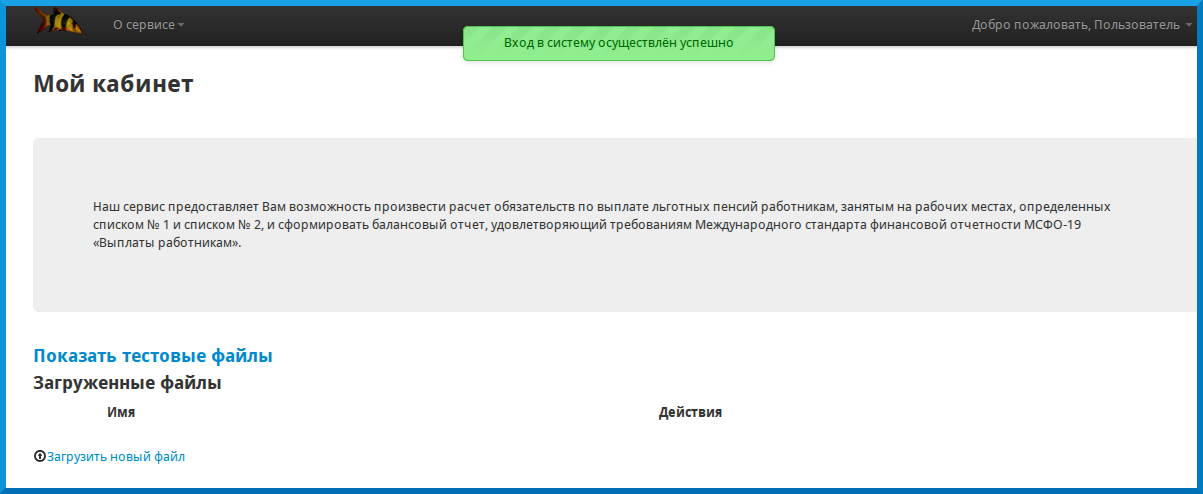 О сервисе
Добро пожаловать, Пользователь
Вход в систему осуществлён успешно
Мой кабинет
Наш сервис предоставляет Вам возможность произвести расчет обязательств по выплате льготных пенсий работникам, занятым на рабочих местах, определенных
списком № 1 и списком № 2, и сформировать балансовый отчет, удовлетворяющий требованиям Международного стандарта финансовой отчетности МСФО-19
«Выплаты работникам».
Показать тестовые файлы
Загруженные файлы
Имя
Действия
Загрузить новый файл